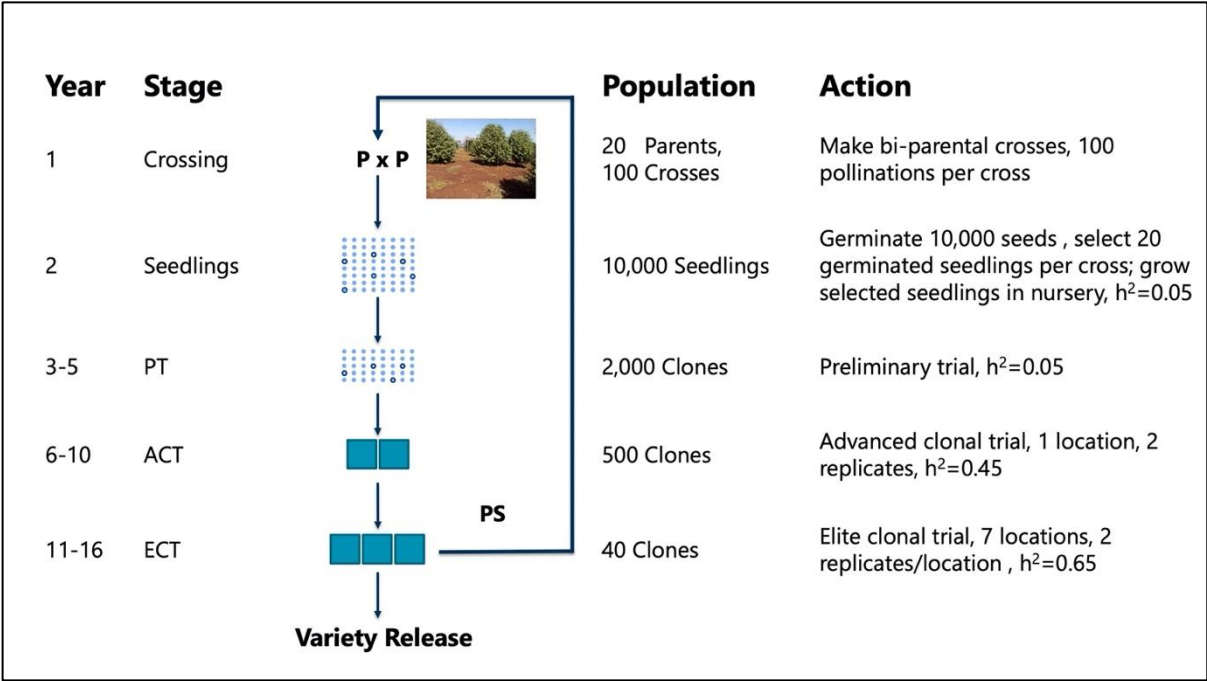 Year Stage Population Action
1 Crossing P x P 20 Parents,
100 Crosses
Make bi-parental crosses, 100
pollinations per cross
2 Seedlings 10,000 Seedlings
Germinate 10,000 seeds , select 20
germinated seedlings per cross; grow
selected seedlings in nursery, h²=0.05
3-5 PT 2,000 Clones Preliminary trial, h²=0.05
6-10 ACT 500 Clones
Advanced clonal trial, 1 location, 2
replicates, h²=0.45
PS
11-16 ECT 40 Clones
Elite clonal trial, 7 locations, 2
replicates/location , h²=0.65
Variety Release